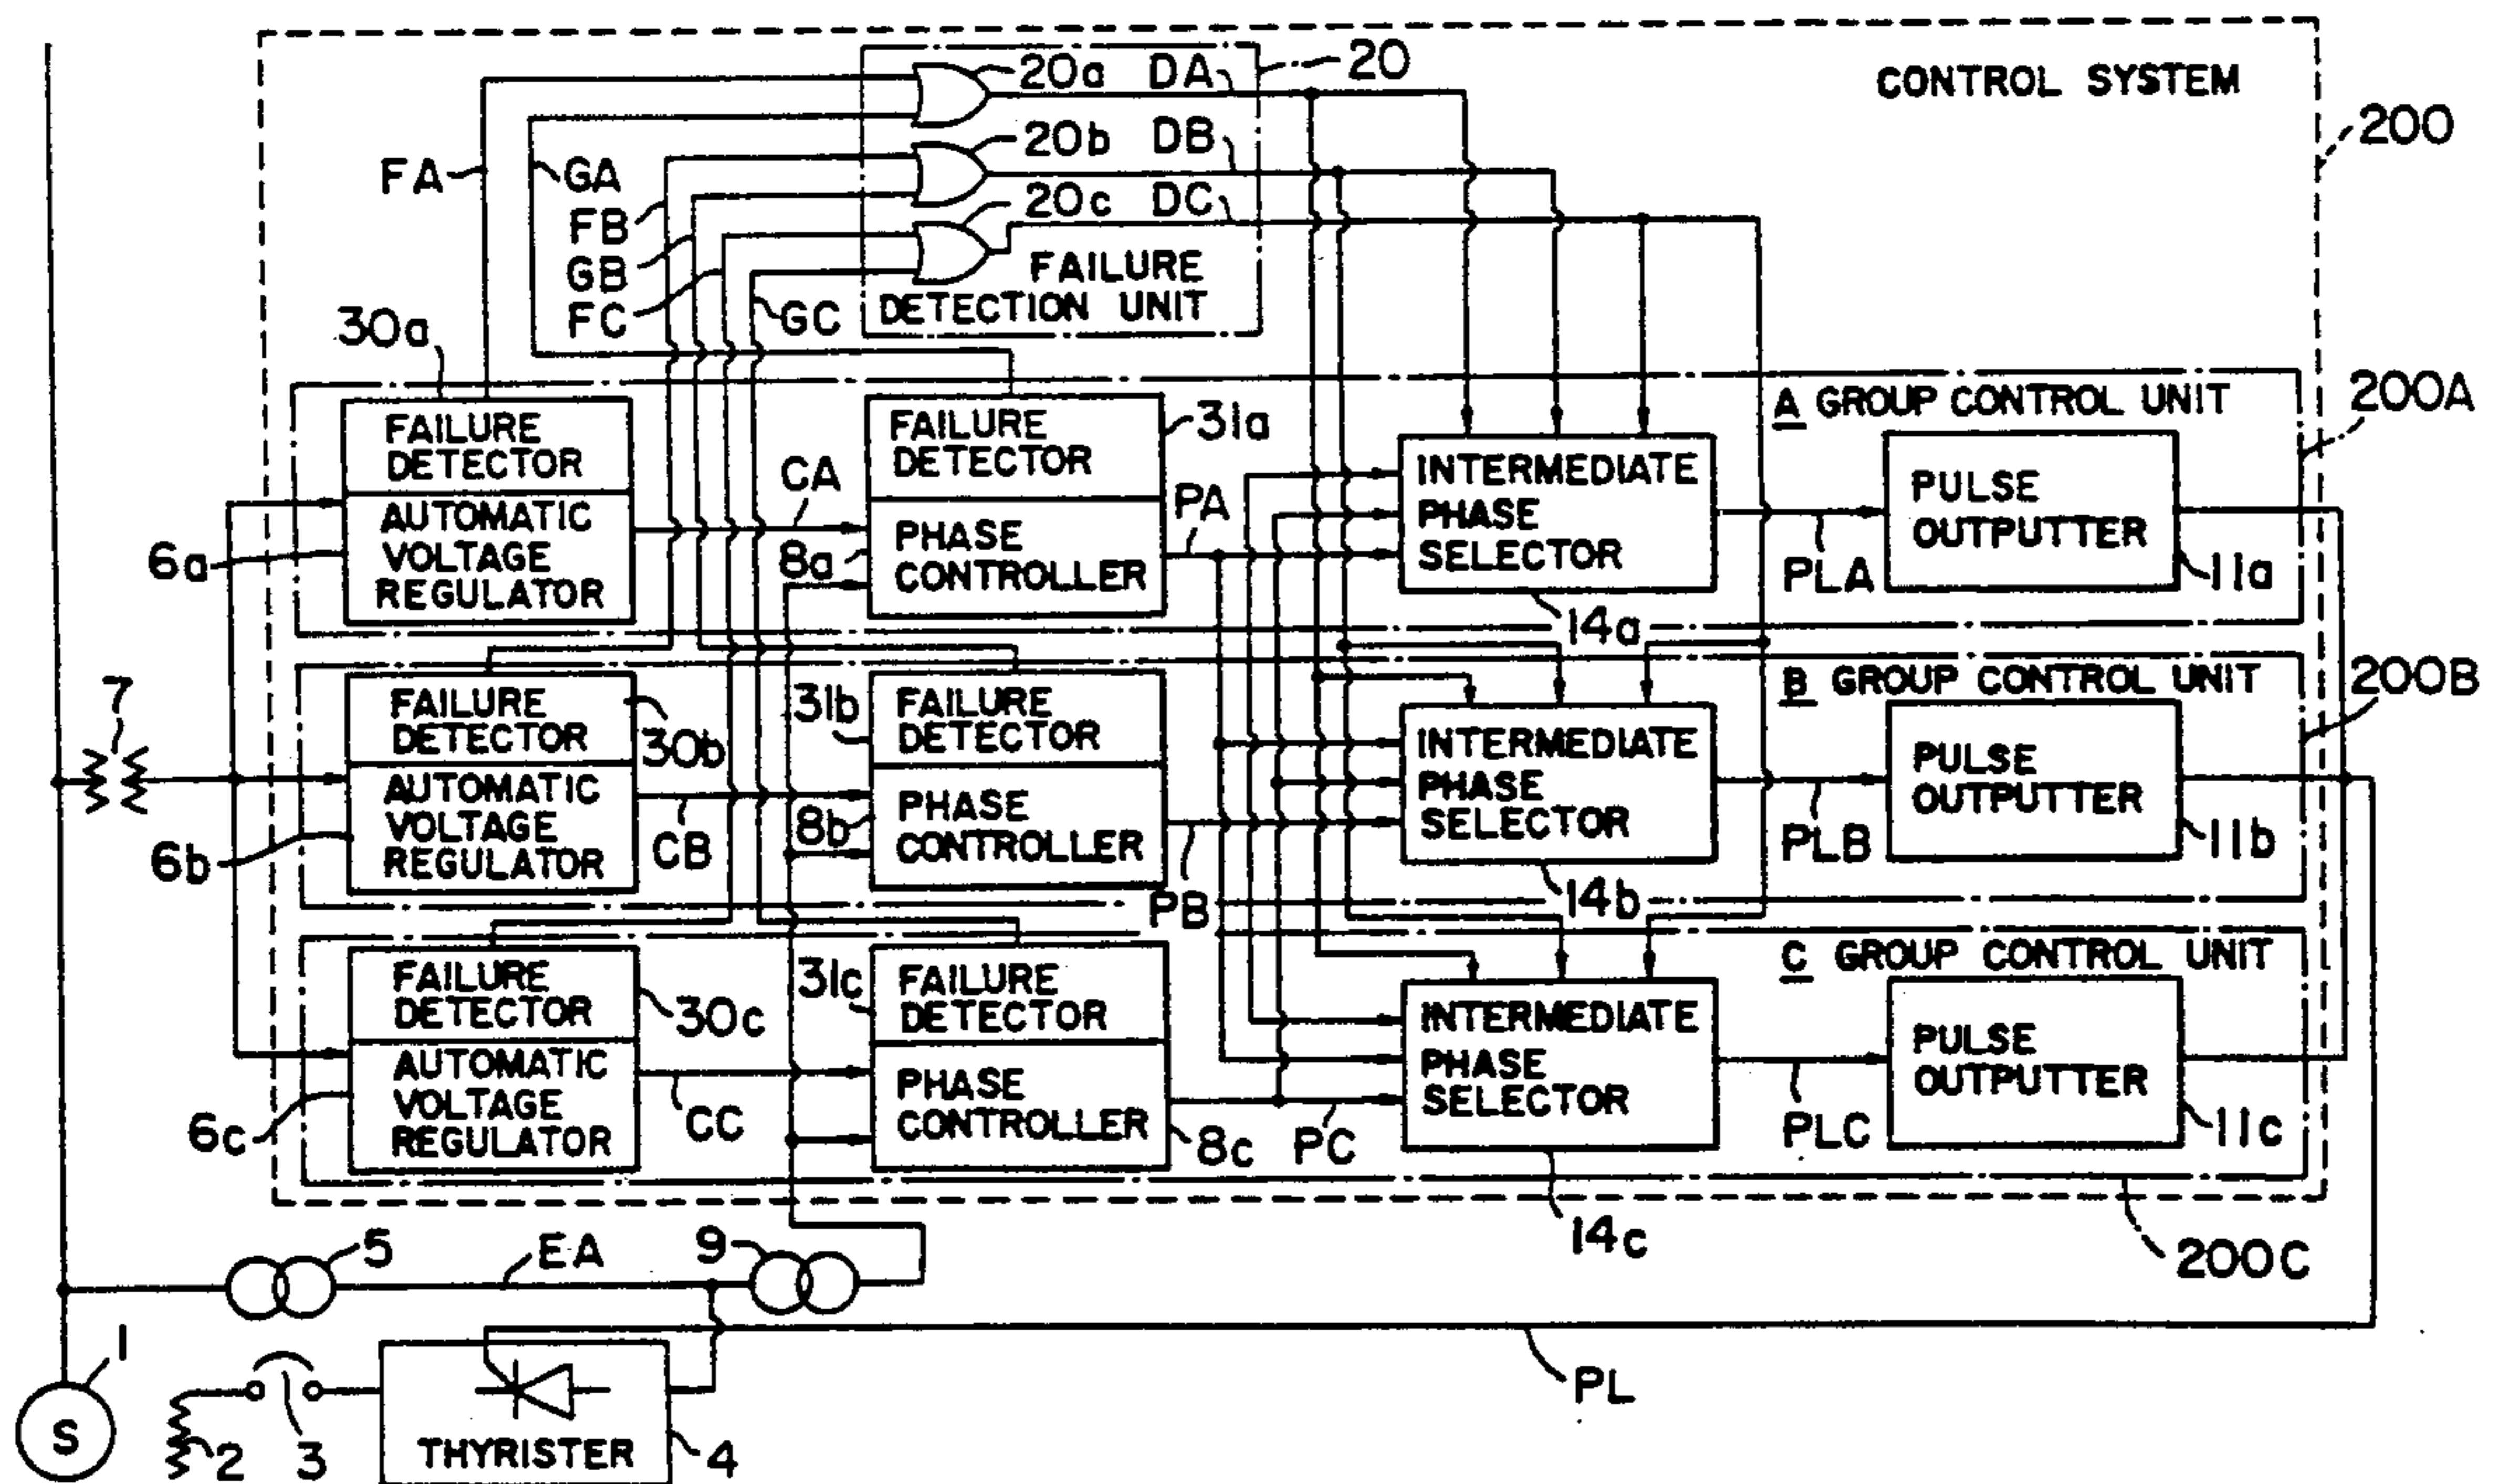 20a DA 20
CONTROL SYSTEM
20b DB
200
FA
GA
20c DC
FB
GB
FAILURE
DETECTION UNIT
FC
GC
30a
A GROUP CONTROL UNIT
200A
FAILURE
DETECTOR
FAILURE
DETECTOR
31a
CA
PA
INTERMEDIATE
PHASE
SELECTOR
PULSE
OUTPUTTER
AUTOMATIC
VOLTAGE
REGULATOR
6a
8a
PHASE
CONTROLLER
PLA
11a
14a
7
B GROUP CONTROL UNIT
200B
FAILURE
DETECTOR
30b
31b
FAILURE
DETECTOR
INTERMEDIATE
PHASE
SELECTOR
PULSE
OUTPUTTER
AUTOMATIC
VOLTAGE
REGULATOR
6b
CB
8b
PHASE
CONTROLLER
PLB
11b
PB
14b
C GROUP CONTROL UNIT
FAILURE
DETECTOR
30c
31c
FAILURE
DETECTOR
INTERMEDIATE
PHASE
SELECTOR
PULSE
OUTPUTTER
AUTOMATIC
VOLTAGE
REGULATOR
6c
CC
PHASE
CONTROLLER
8c
PC
PLC
11c
14c
200C
5
EA
9
1
PL
S
2
3
THYRISTER
4